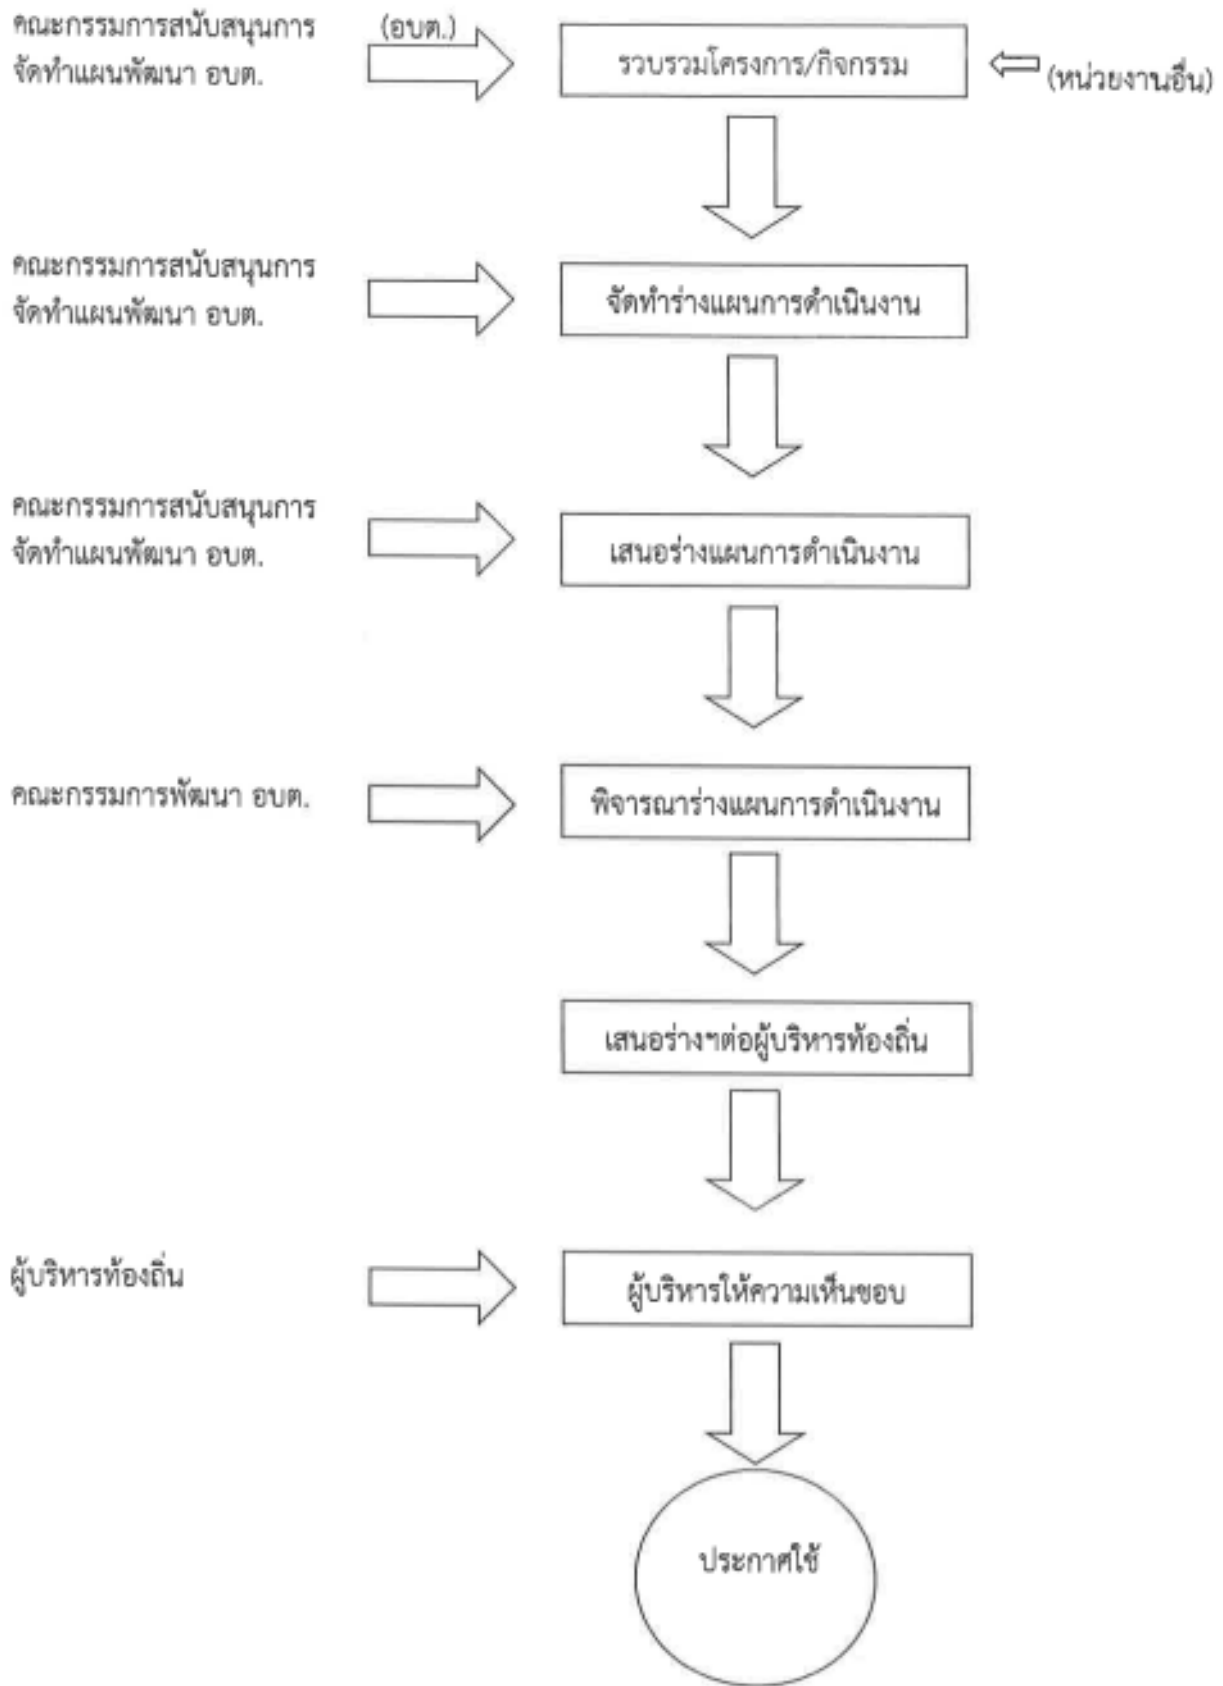 คณะกรรมการสนับสนุนการ
จัดทำแผนพัฒนา อบต.
(อบต.)
รวบรวมโครงการ/กิจกรรม
(หน่วยงานอื่น)
คณะกรรมการสนับสนุนการ
จัดทำแผนพัฒนา อบต.
จัดทำร่างแผนการดำเนินงาน
คณะกรรมการสนับสนุนการ
จัดทำแผนพัฒนา อบต.
เสนอร่างแผนการดำเนินงาน
คณะกรรมการพัฒนา อบต.
พิจารณาร่างแผนการดำเนินงาน
เสนอร่างฯต่อผู้บริหารท้องถิ่น
ผู้บริหารท้องถิ่น
ผู้บริหารให้ความเห็นชอบ
ประกาศใช้